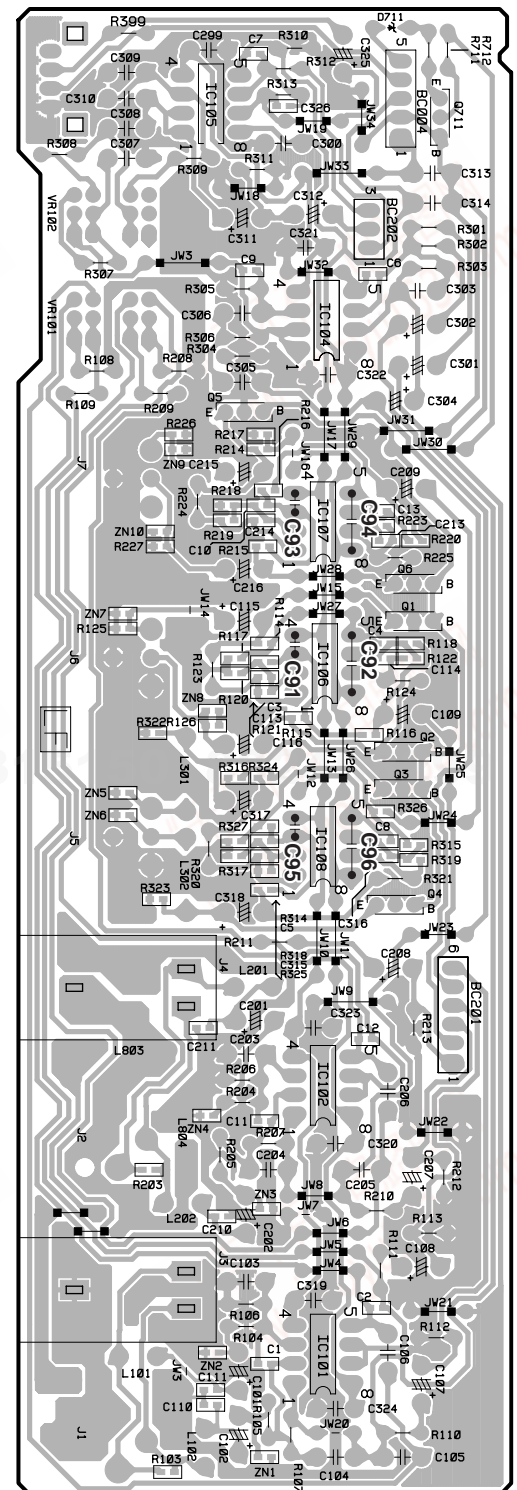 R399
D711
C299
C7
R310
C325
5
R712
R711
C309
4
5
R312
C310
IC105
R313
C326
JW34
BC004
E
Q711
C308
JW19
B
R308
C307
1
R309
8
C300
1
R311
JW33
C313
JW18
C312
3
VR102
C314
C311
C321
BC202
R301
R302
JW3
C9
JW32
1
C6
R303
R307
R305
4
5
C303
VR101
C306
IC104
C302
R306
R304
R108
R208
C305
1
8
C301
C322
R109
R209
Q5
R216
C304
E
B
JW17
JW29
JW31
R226
R217
JW30
J7
R214
ZN9
C215
JW16
4
5
C209
R218
R224
C93
IC107
C94
C13
R223
C213
ZN10
R219
C214
R220
R227
C10
R215
1
8
R225
C216
JW28
Q6
E
B
JW15
ZN7
JW14
C115
JW27
Q1
E
B
R125
R117
R114
4
C4
R118
J6
R123
C91
IC106
C92
R122
C114
R120
R124
ZN8
C3
1
8
C113
C109
R322
R126
R121
R115
R116
Q2
C116
E
B
L301
R316
R324
JW12
JW13
JW26
JW25
ZN5
Q3
E
B
C317
4
5
R326
ZN6
JW24
J5
R327
C8
R315
R317
C95
IC108
C96
R319
R320
L302
R321
R323
1
8
Q4
C318
E
B
R314
C316
C5
R211
JW10
JW11
JW23
R318
C315
R325
6
J4
L201
C208
JW9
BC201
C201
C323
C211
C203
4
5
C12
R213
L803
R206
IC102
1
R204
C206
ZN4
C11
L804
R207
1
8
JW22
J2
R205
C204
C320
C207
R212
R203
C205
JW8
ZN3
JW7
R210
L202
C210
C202
JW6
R113
J3
JW5
C108
C103
JW4
R111
C319
C2
JW21
R106
4
5
R112
R104
IC101
L101
ZN2
C1
C106
JW3
C111
C101
C107
C110
R105
1
8
C324
J1
JW20
R110
L102
C102
R103
ZN1
R107
C104
C105